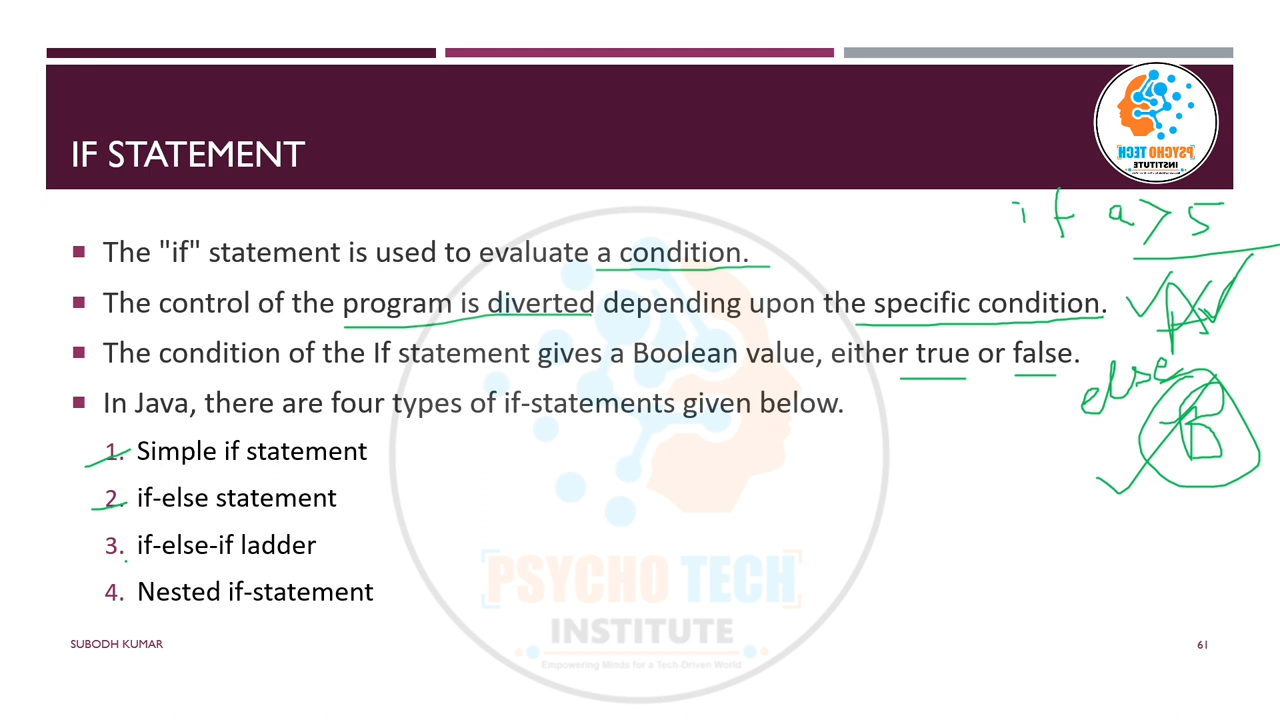 IF STATEMENT
PSYCHO TECH
INSTITUTE
if a > 5
The "if" statement is used to evaluate a condition.
The control of the program is diverted depending upon the specific condition.
The condition of the If statement gives a Boolean value, either true or false.
else
B
In Java, there are four types of if-statements given below.
1. Simple if statement
2. if-else statement
3. if-else-if ladder
4. Nested if-statement
PSYCHO TECH
INSTITUTE
Empowering Minds for a Tech-Driven World
SUBODH KUMAR
61